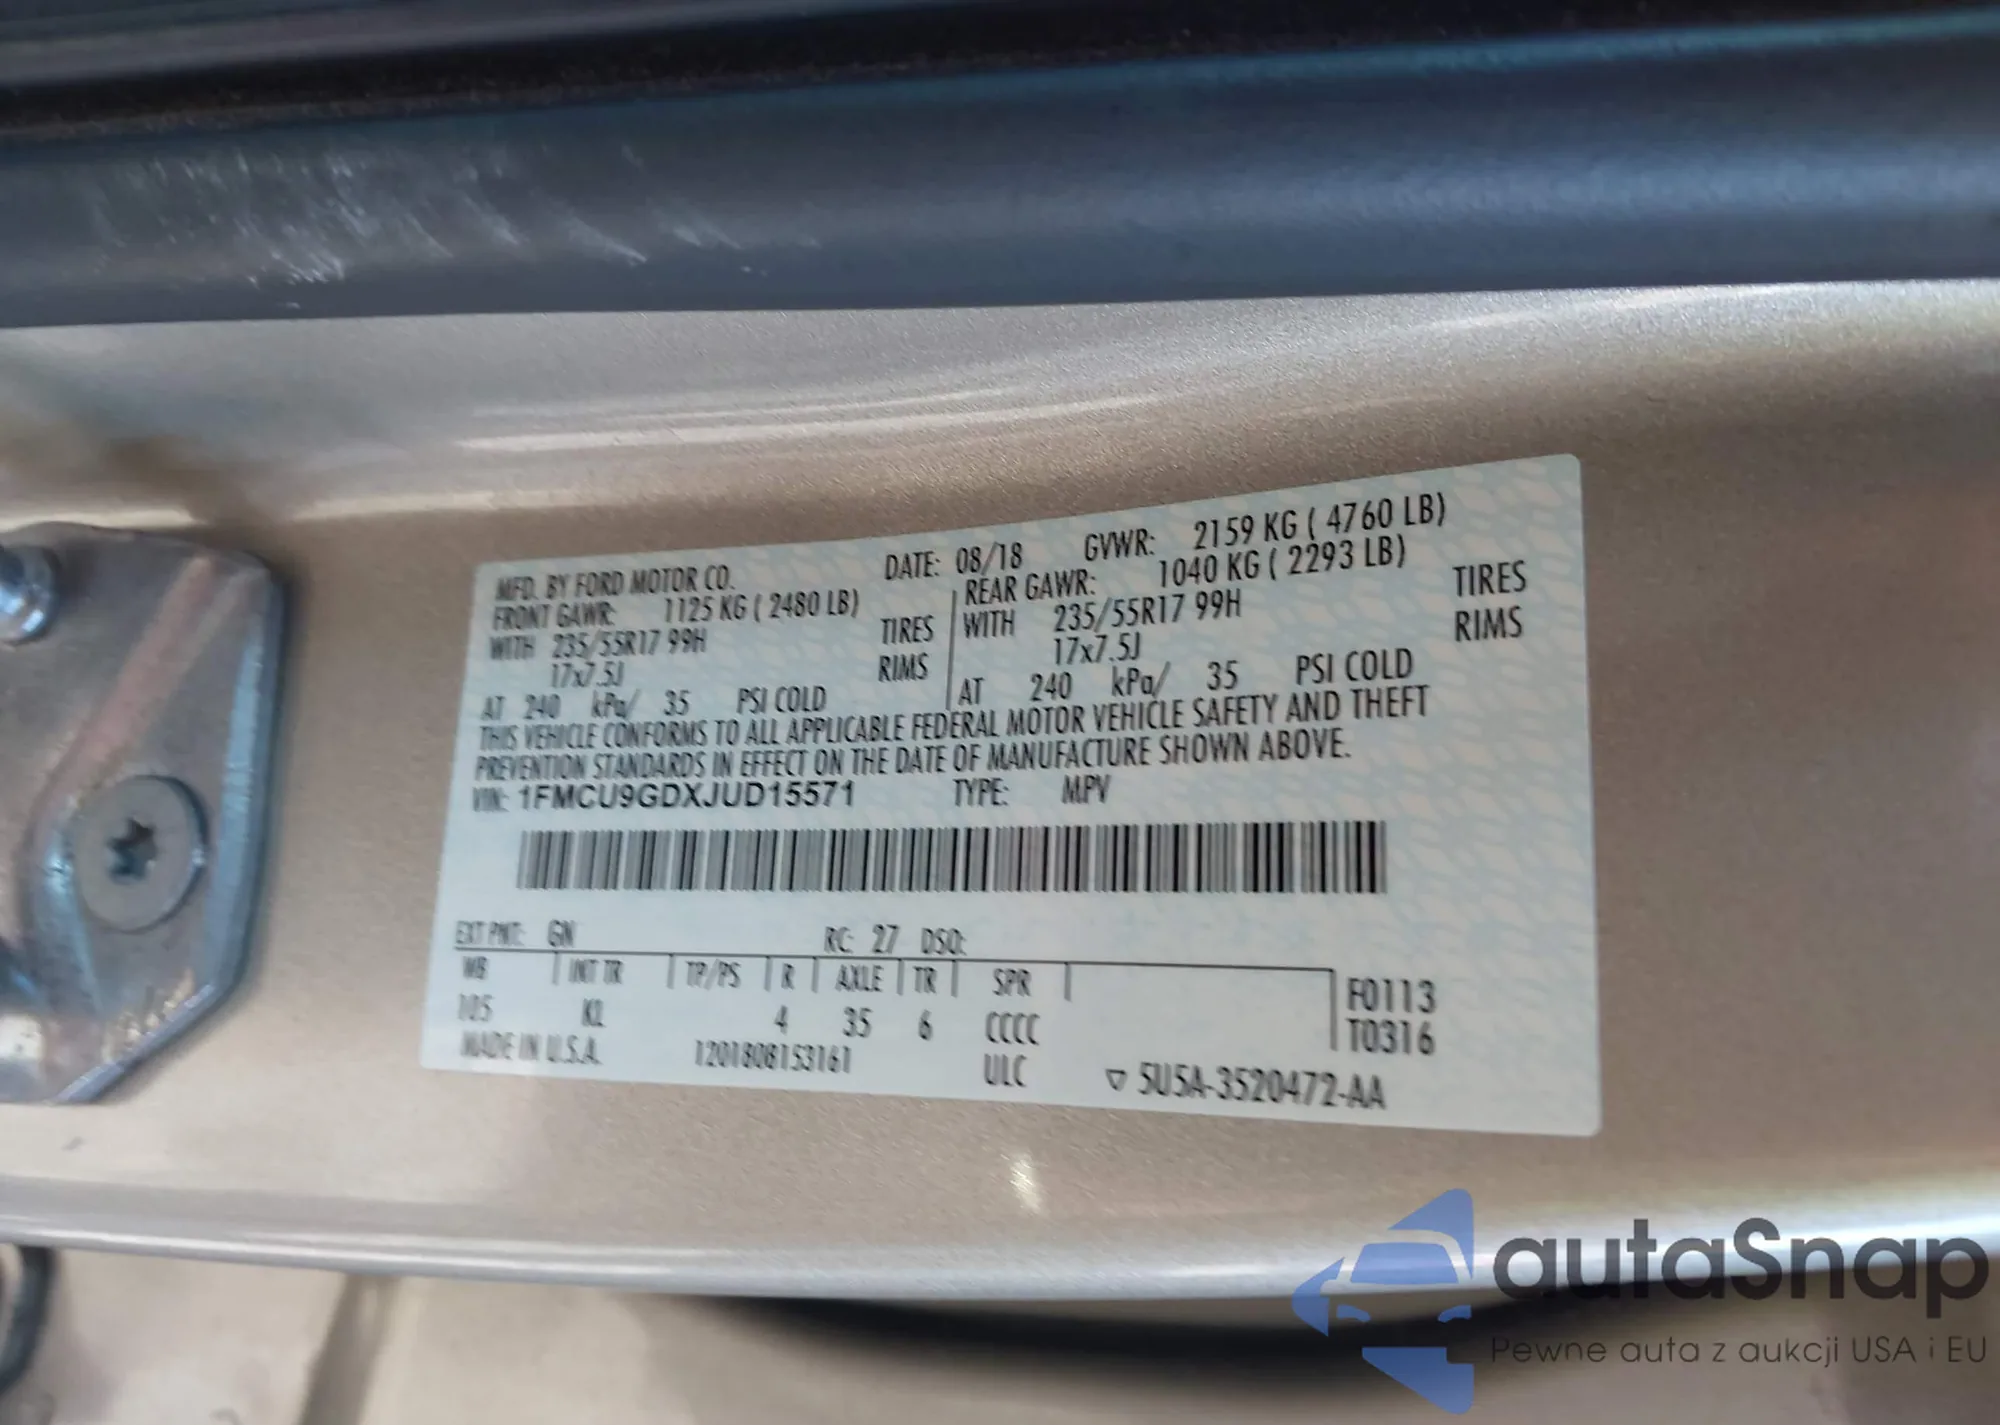 MFD. BY FORD MOTOR CO. DATE: 08/18 GVWR: 2159 KG ( 4760 LB)
FRONT GAWR: 1125 KG ( 2480 LB) REAR GAWR: 1040 KG ( 2293 LB)
WITH 235/55R17 99H TIRES WITH 235/55R17 99H TIRES
17x7.5J RIMS 17x7.5J RIMS
AT 240 kPa/ 35 PSI COLD AT 240 kPa/ 35 PSI COLD
THIS VEHICLE CONFORMS TO ALL APPLICABLE FEDERAL MOTOR VEHICLE SAFETY AND THEFT
PREVENTION STANDARDS IN EFFECT ON THE DATE OF MANUFACTURE SHOWN ABOVE.
VIN: 1FMCU9GDXJUD15571 TYPE: MPV
EXT PNT: GN RC: 27 DSO:
WB INT TR TP/PS R AXLE TR SPR F0113
105 KL 4 35 6 CCCC T0316
MADE IN U.S.A. 1201808153161 ULC ▽ 5U5A-3520472-AA
autaSnap
Pewne auta z aukcji USA i EU